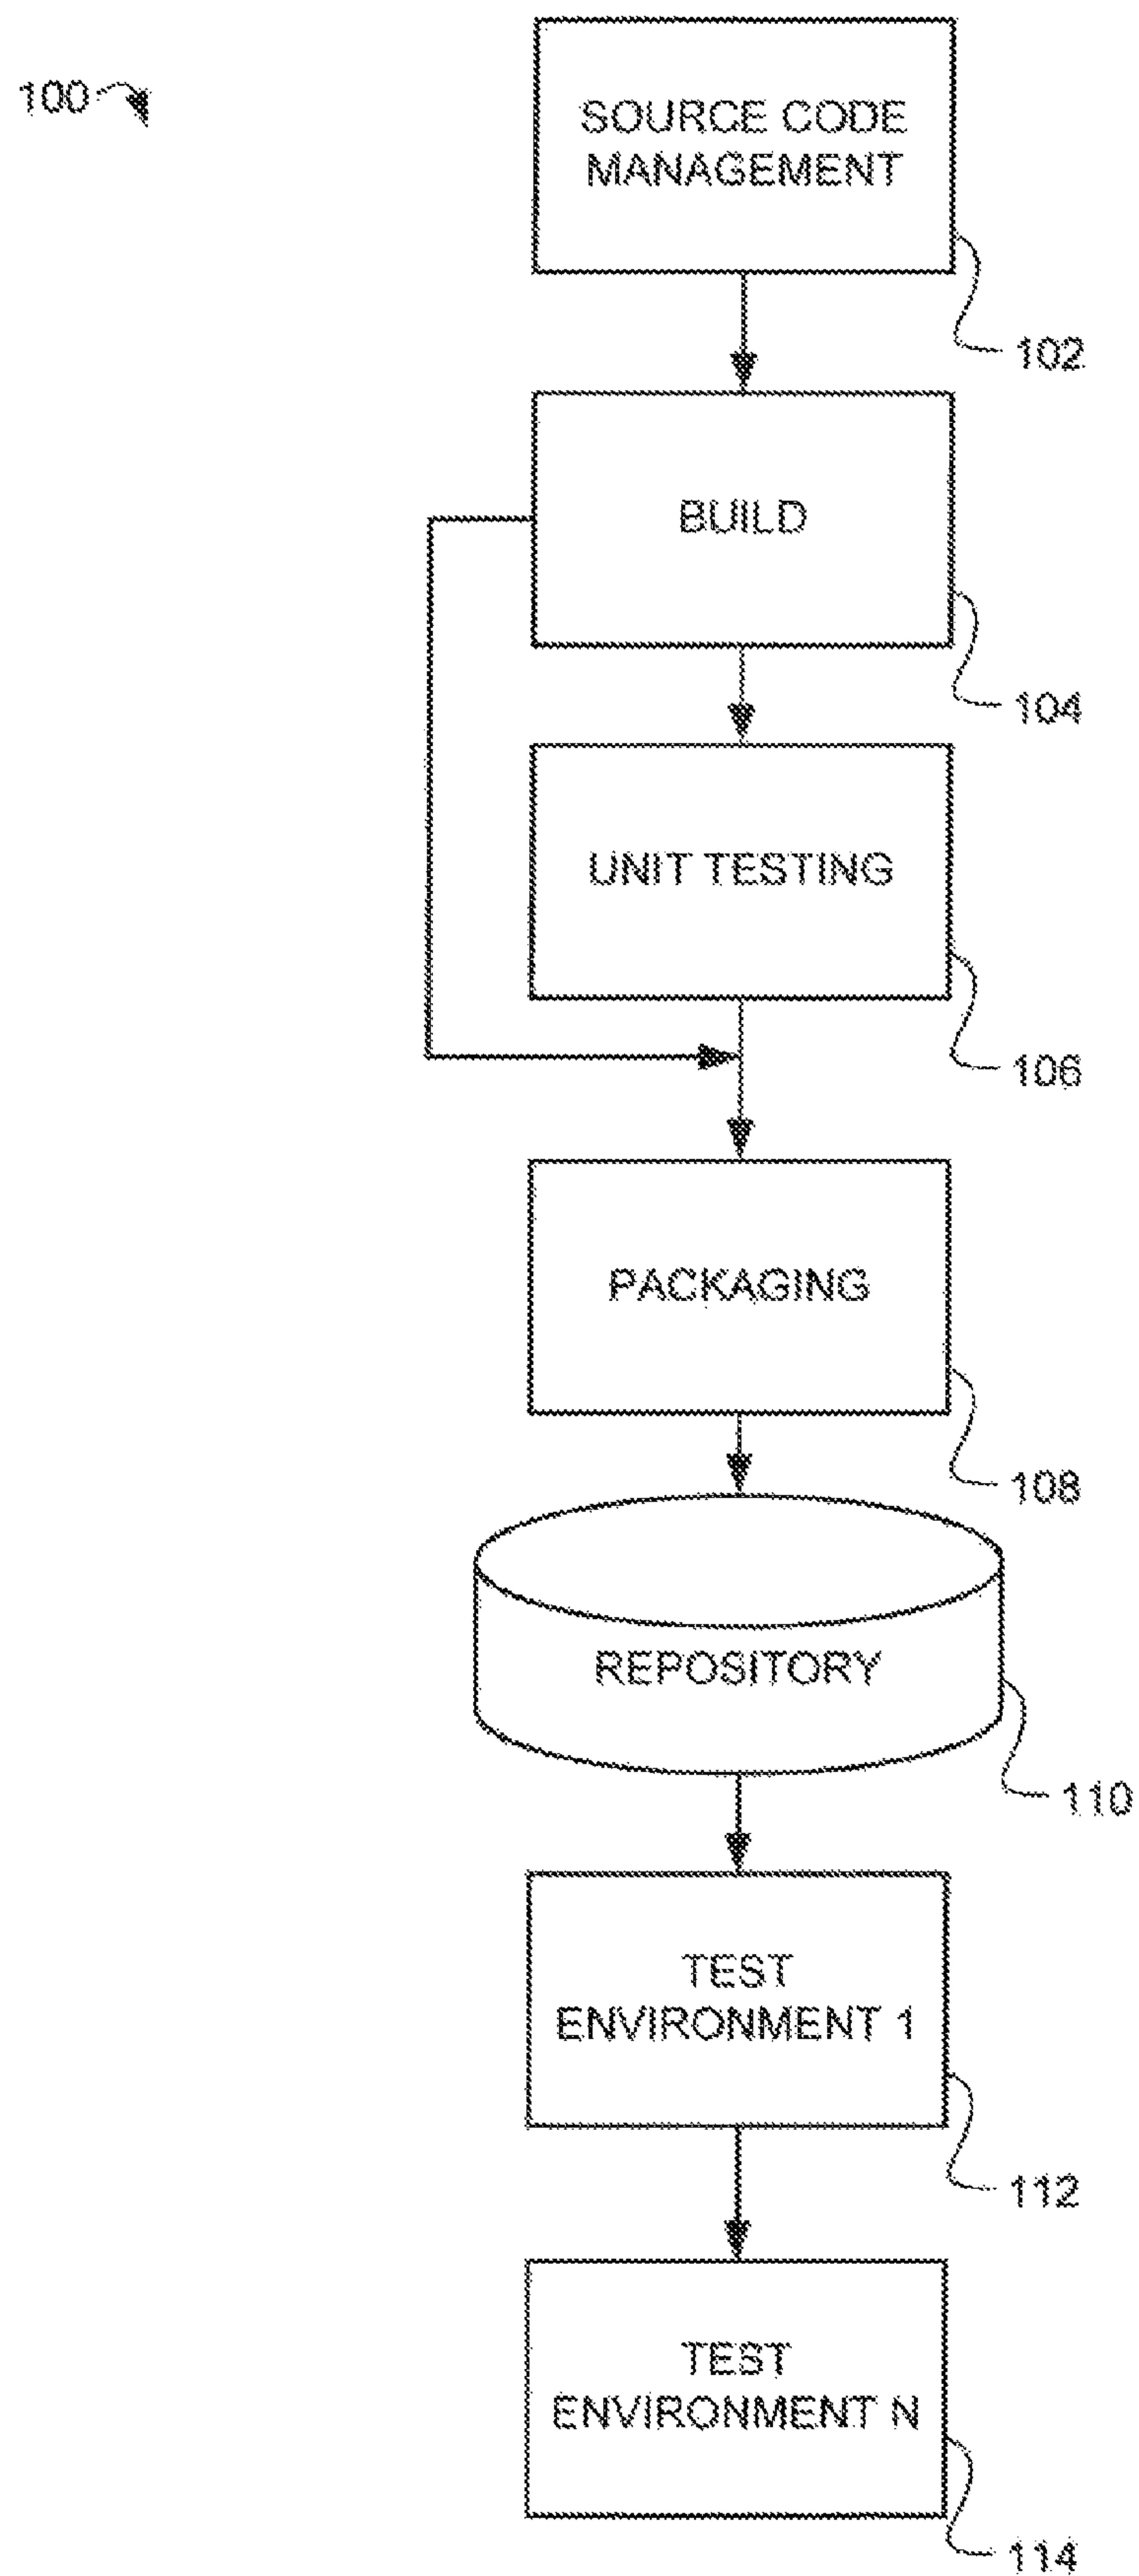 100
SOURCE CODE
MANAGEMENT
102
BUILD
104
UNIT TESTING
106
PACKAGING
108
REPOSITORY
110
TEST
ENVIRONMENT 1
112
TEST
ENVIRONMENT N
114